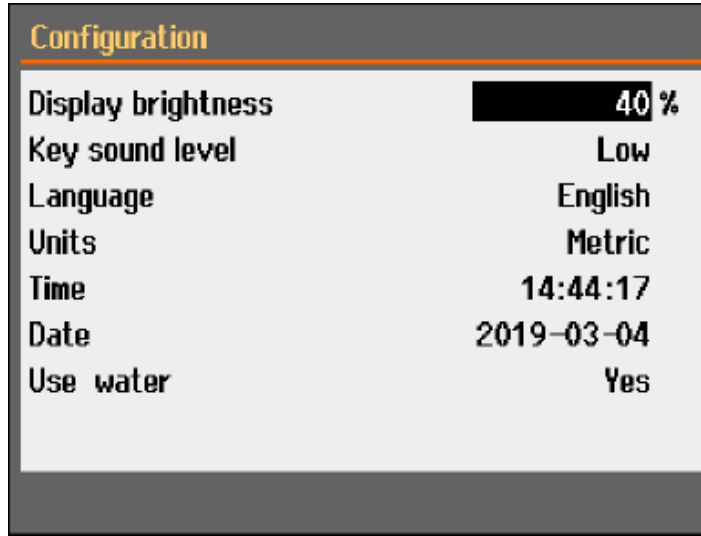 Configuration
Display brightness 40 %
Key sound level Low
Language English
Units Metric
Time 14:44:17
Date 2019-03-04
Use water Yes